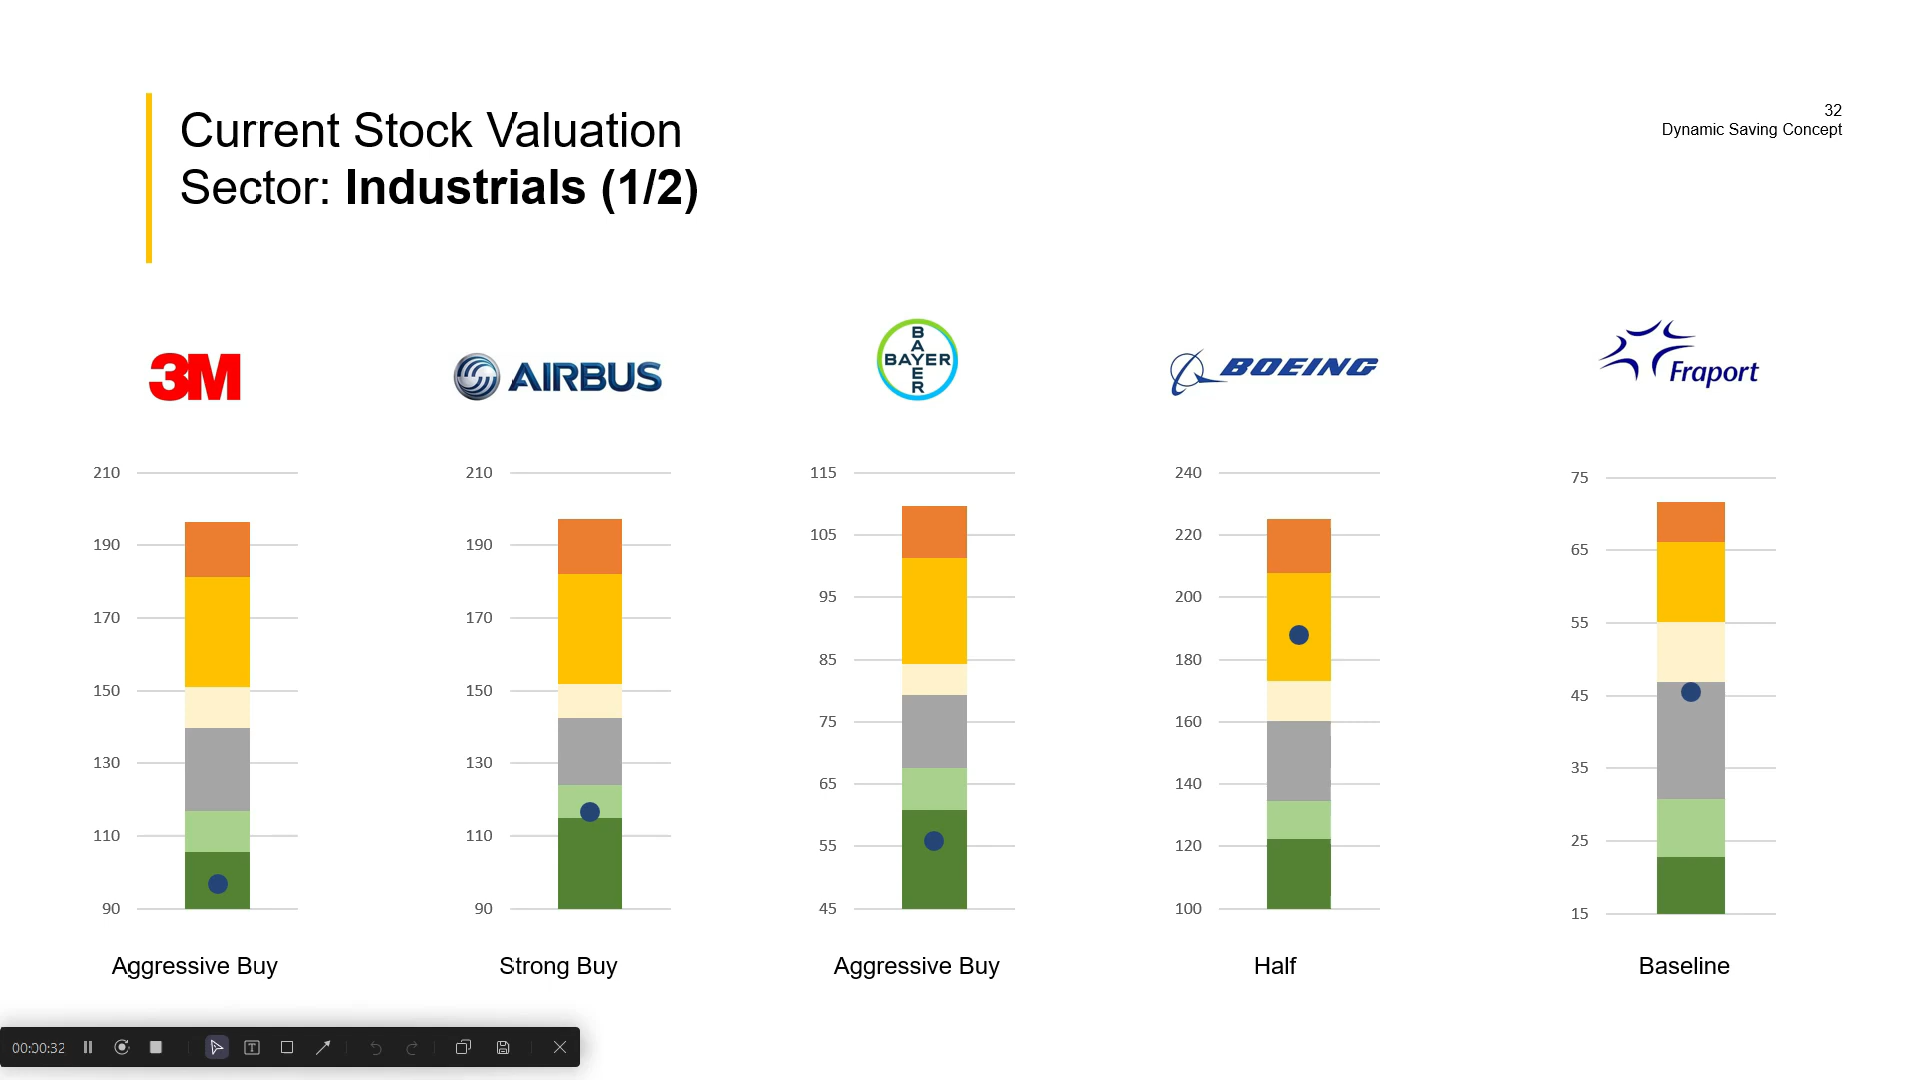 Current Stock Valuation
Sector: Industrials (1/2)
32
Dynamic Saving Concept
3M
AIRBUS
BAYER
BAYER
BOEING
Fraport
210
190
170
150
130
110
90
210
190
170
150
130
110
90
115
105
95
85
75
65
55
45
240
220
200
180
160
140
120
100
75
65
55
45
35
25
15
Aggressive Buy
Strong Buy
Aggressive Buy
Half
Baseline
00:00:32
T